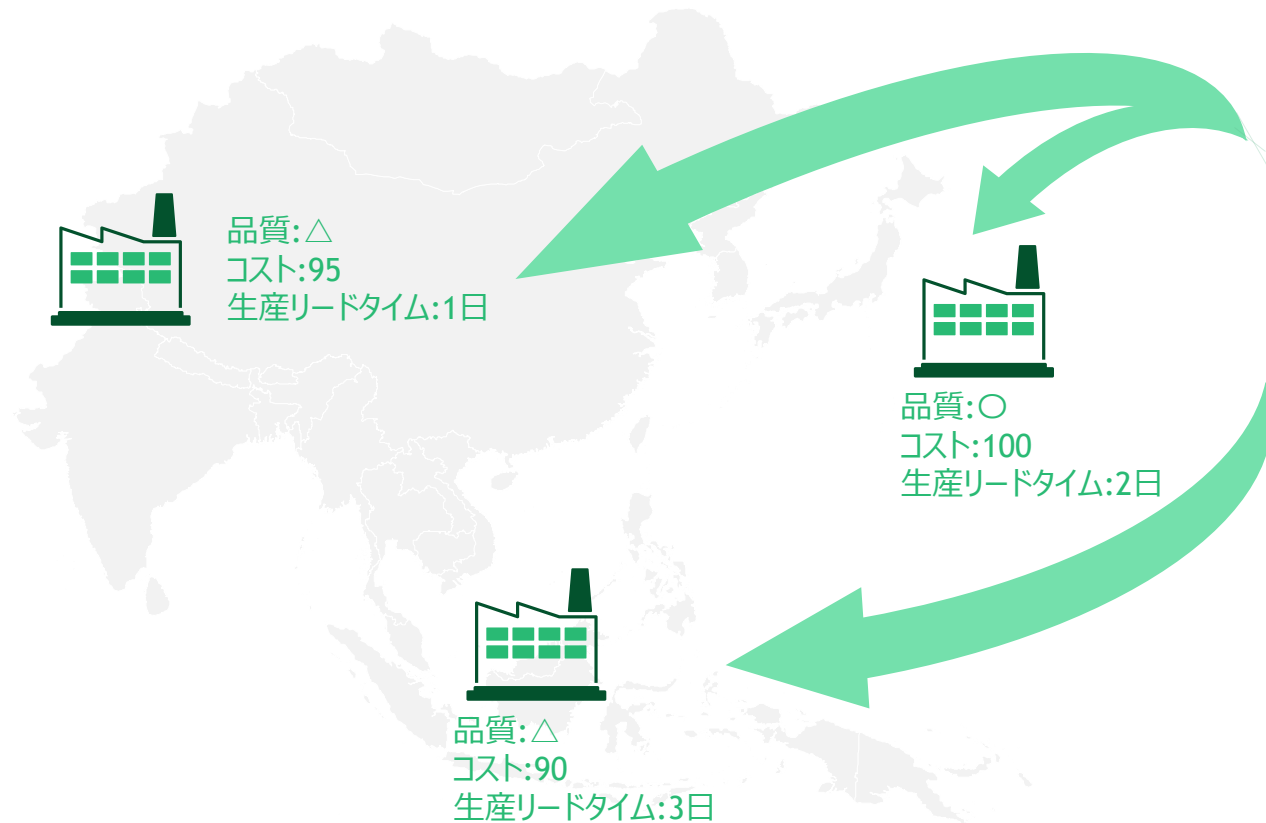 品質:△
コスト:95
生産リードタイム:1日
品質:〇
コスト:100
生産リードタイム:2日
品質:△
コスト:90
生産リードタイム:3日